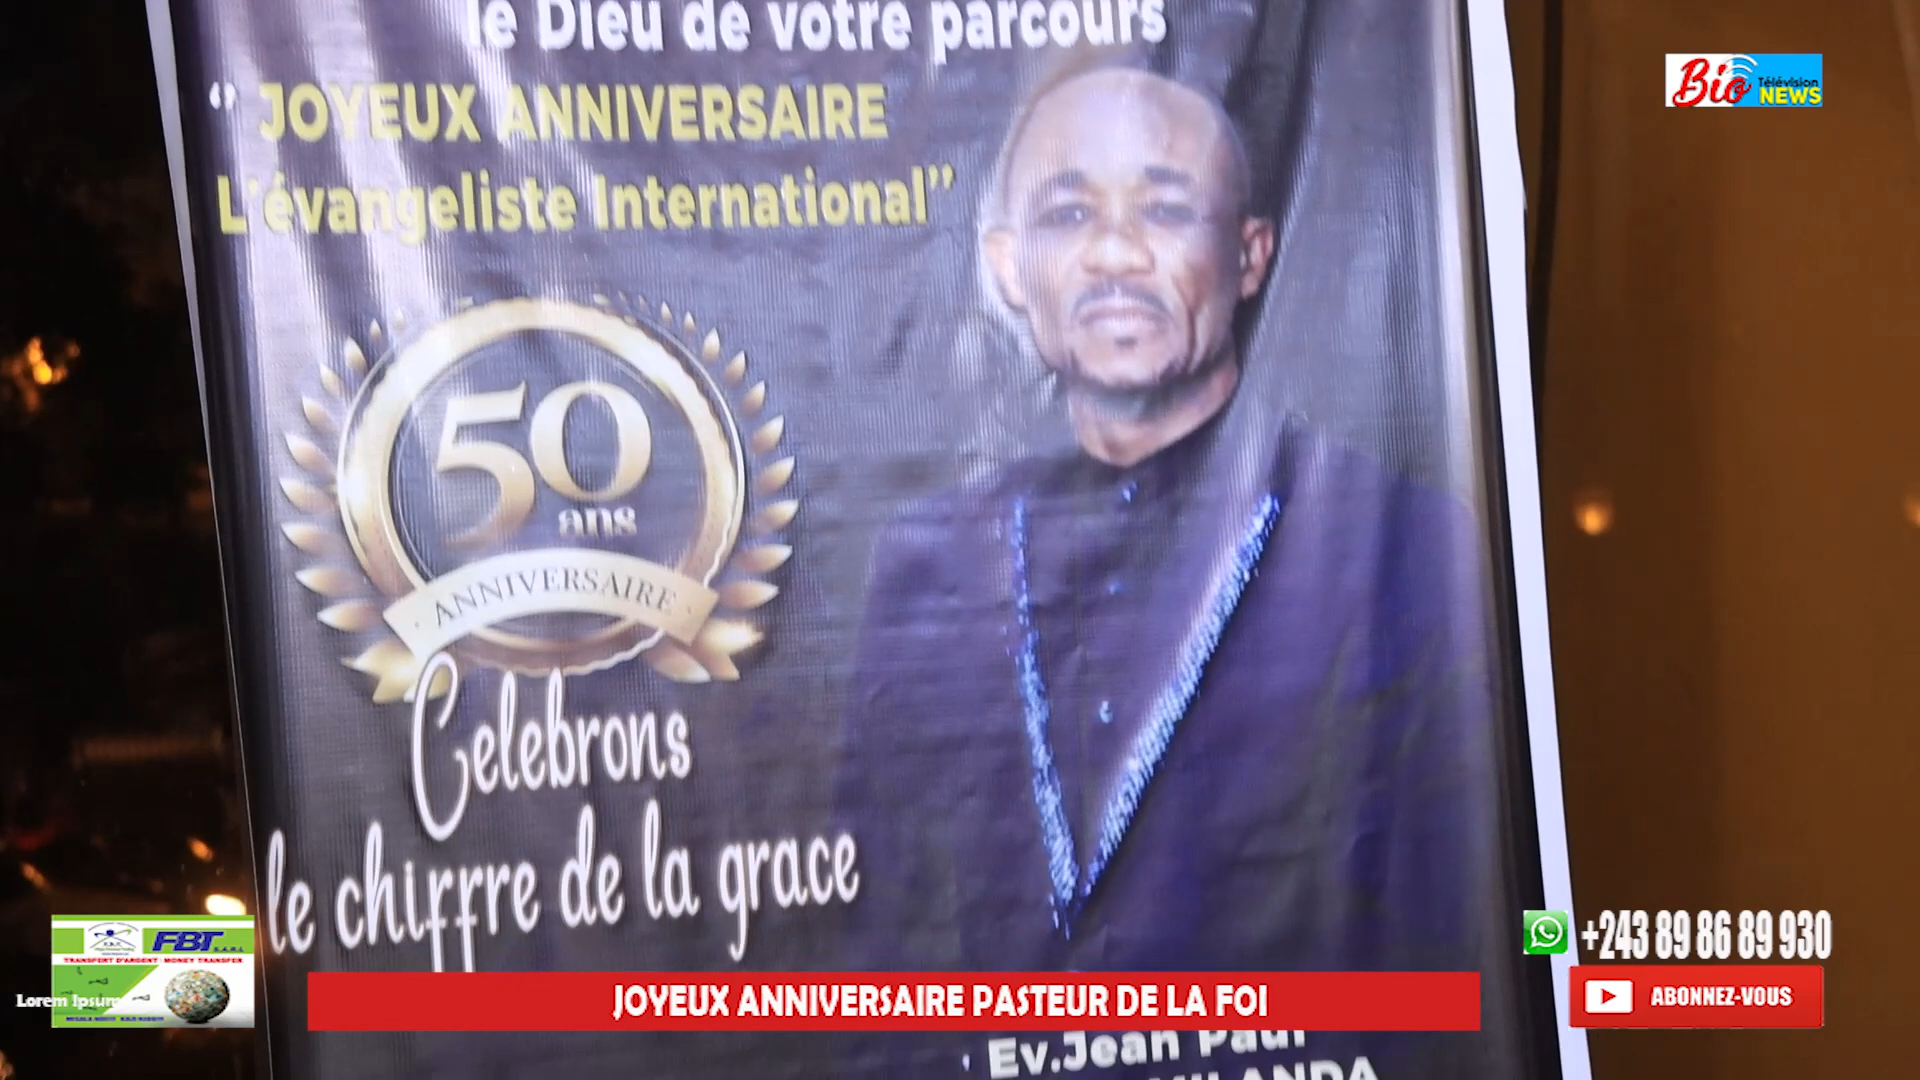 le Dieu de votre parcours
‘’ JOYEUX ANNIVERSAIRE
L'évangeliste International”
50
ans
ANNIVERSAIRE
Celebrons
le chiffre de la grace
Bio
Télévision
NEWS
FBT
S.A.R.L
TRANSFERT D'ARGENT MONEY TRANSFER
Lorem Ipsum
+243 89 86 89 930
ABONNEZ-VOUS
JOYEUX ANNIVERSAIRE PASTEUR DE LA FOI
Ev.Jean Paul